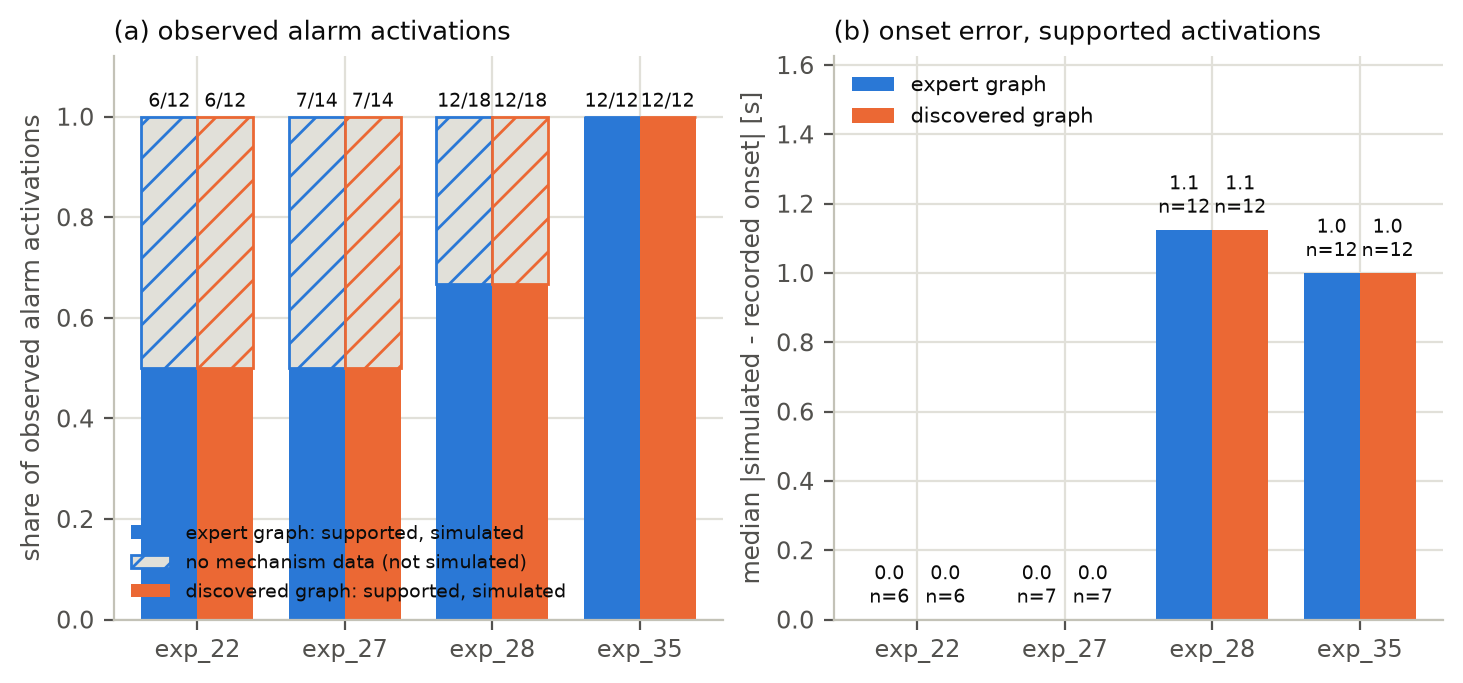 (a) observed alarm activations
share of observed alarm activations
1.0
0.8
0.6
0.4
0.2
0.0
6/12 6/12 7/14 7/14 12/18 12/18 12/12 12/12
expert graph: supported, simulated
no mechanism data (not simulated)
discovered graph: supported, simulated
exp_22 exp_27 exp_28 exp_35
(b) onset error, supported activations
median |simulated - recorded onset| [s]
1.6
1.4
1.2
1.0
0.8
0.6
0.4
0.2
0.0
expert graph
discovered graph
0.0 0.0 0.0 0.0 1.1 1.1 1.0 1.0
n=6 n=6 n=7 n=7 n=12 n=12 n=12 n=12
exp_22 exp_27 exp_28 exp_35